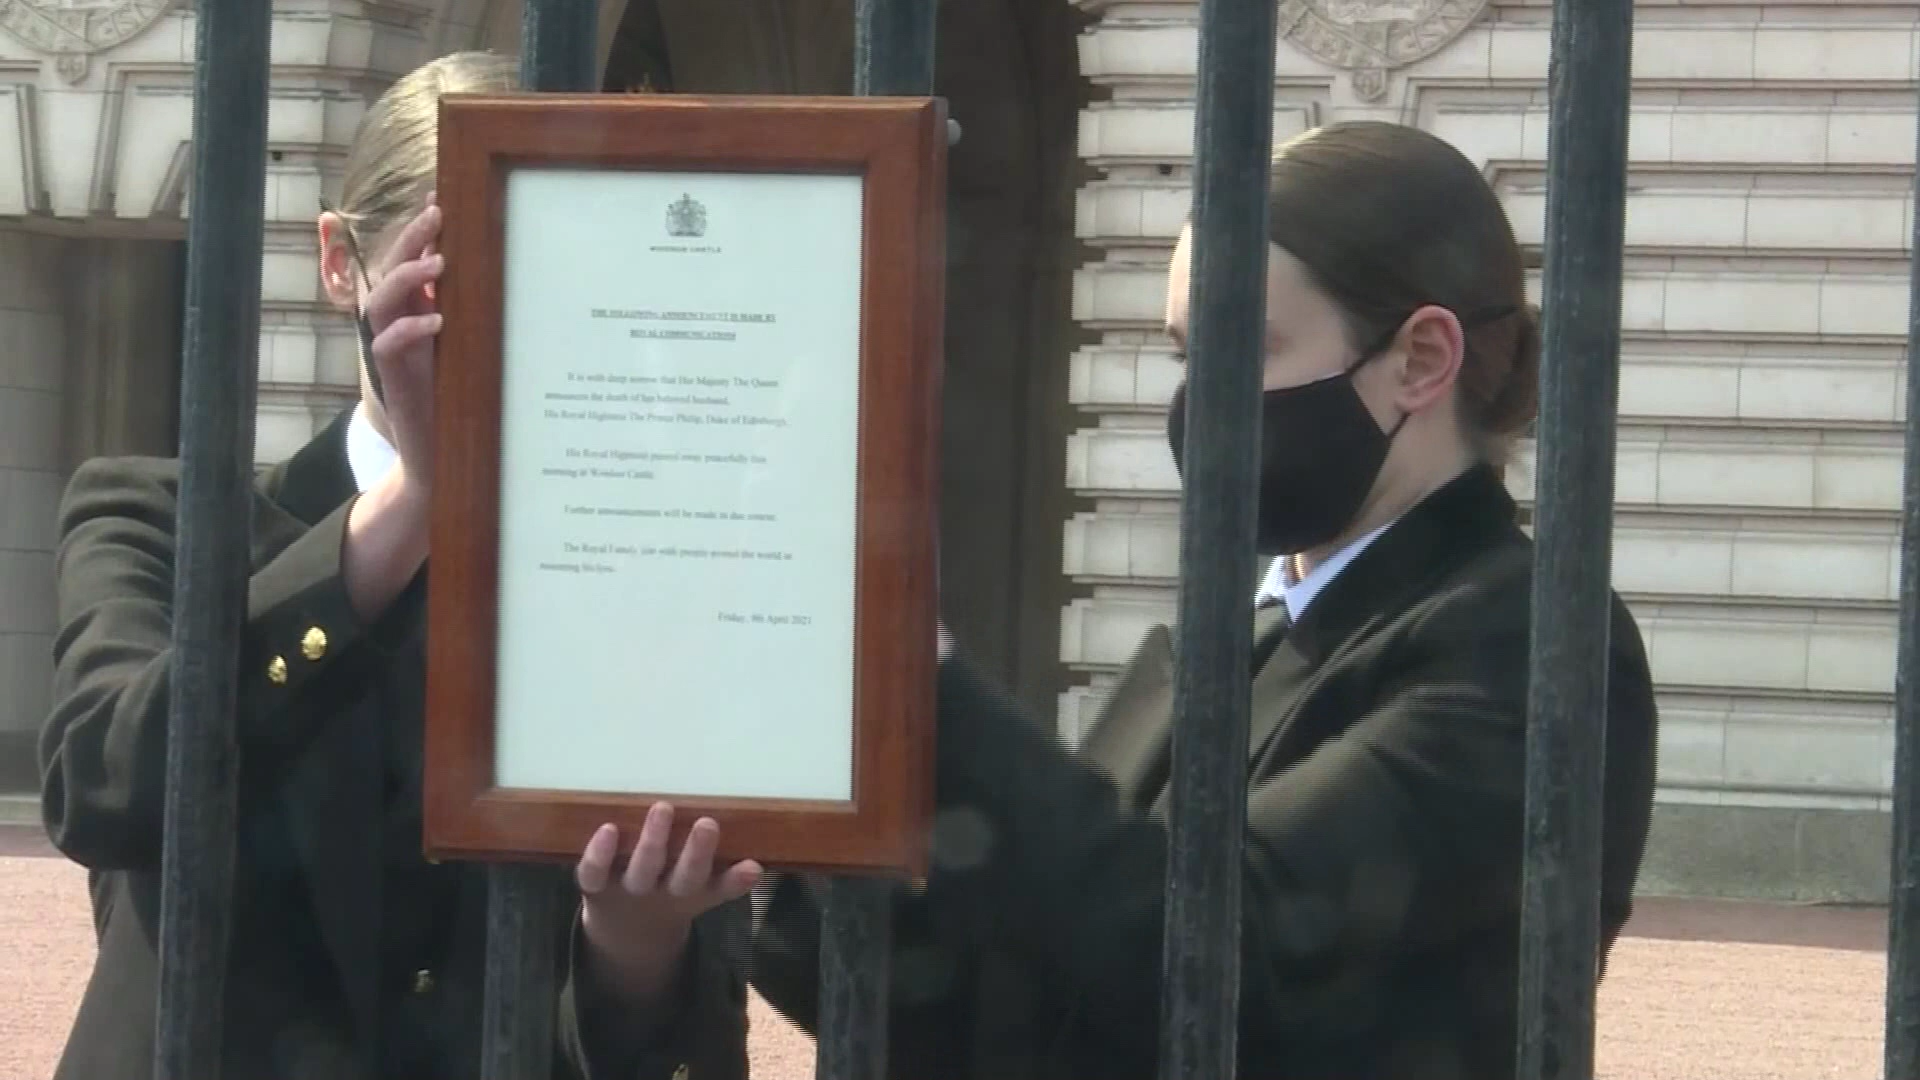 WINDSOR CASTLE
THE FOLLOWING ANNOUNCEMENT IS MADE BY
ROYAL COMMUNICATIONS
It is with deep sorrow that Her Majesty The Queen
announces the death of her beloved husband,
His Royal Highness The Prince Philip, Duke of Edinburgh.
His Royal Highness passed away peacefully this
morning at Windsor Castle.
Further announcements will be made in due course.
The Royal Family join with people around the world in
mourning his loss.
Friday, 9th April 2021